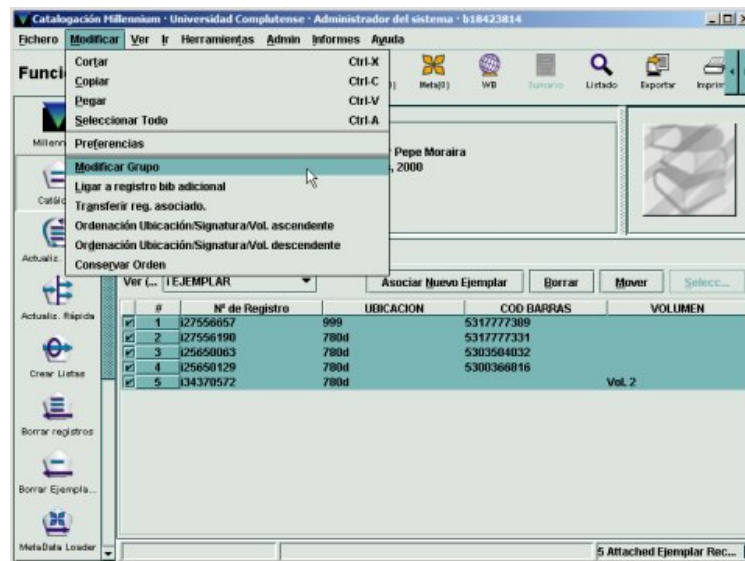 Catalogación Millennium · Universidad Complutense · Administrador del sistema · b18423814
Fichero Modificar Ver Ir Herramientas Admin Informes Ayuda
Cortar Ctrl-X
Copiar Ctrl-C
Pegar Ctrl-V
Seleccionar Todo Ctrl-A
Preferencias
Modificar Grupo
Ligar a registro bib adicional
Transferir reg. asociado.
Ordenación Ubicación/Signatura/Vol. ascendente
Ordenación Ubicación/Signatura/Vol. descendente
Conservar Orden
Funci
Meta(0) WB Sumario Listado Exportar Imprim
Pepe Moraira
, 2000
Millenn
Catálo
Actualiz.
Actualiz. Rápida
Crear Listas
Borrar registros
Borrar Ejempla...
MetaData Loader
Ver (... i EJEMPLAR Asociar Nuevo Ejemplar Borrar Mover Selecc...
# Nº de Registro UBICACION COD BARRAS VOLUMEN
1 i27556657 999 5317777389
2 i27556190 780d 5317777331
3 i25650063 780d 5303504032
4 i25650129 780d 5300366816
5 i34370572 780d Vol. 2
5 Attached Ejemplar Rec...